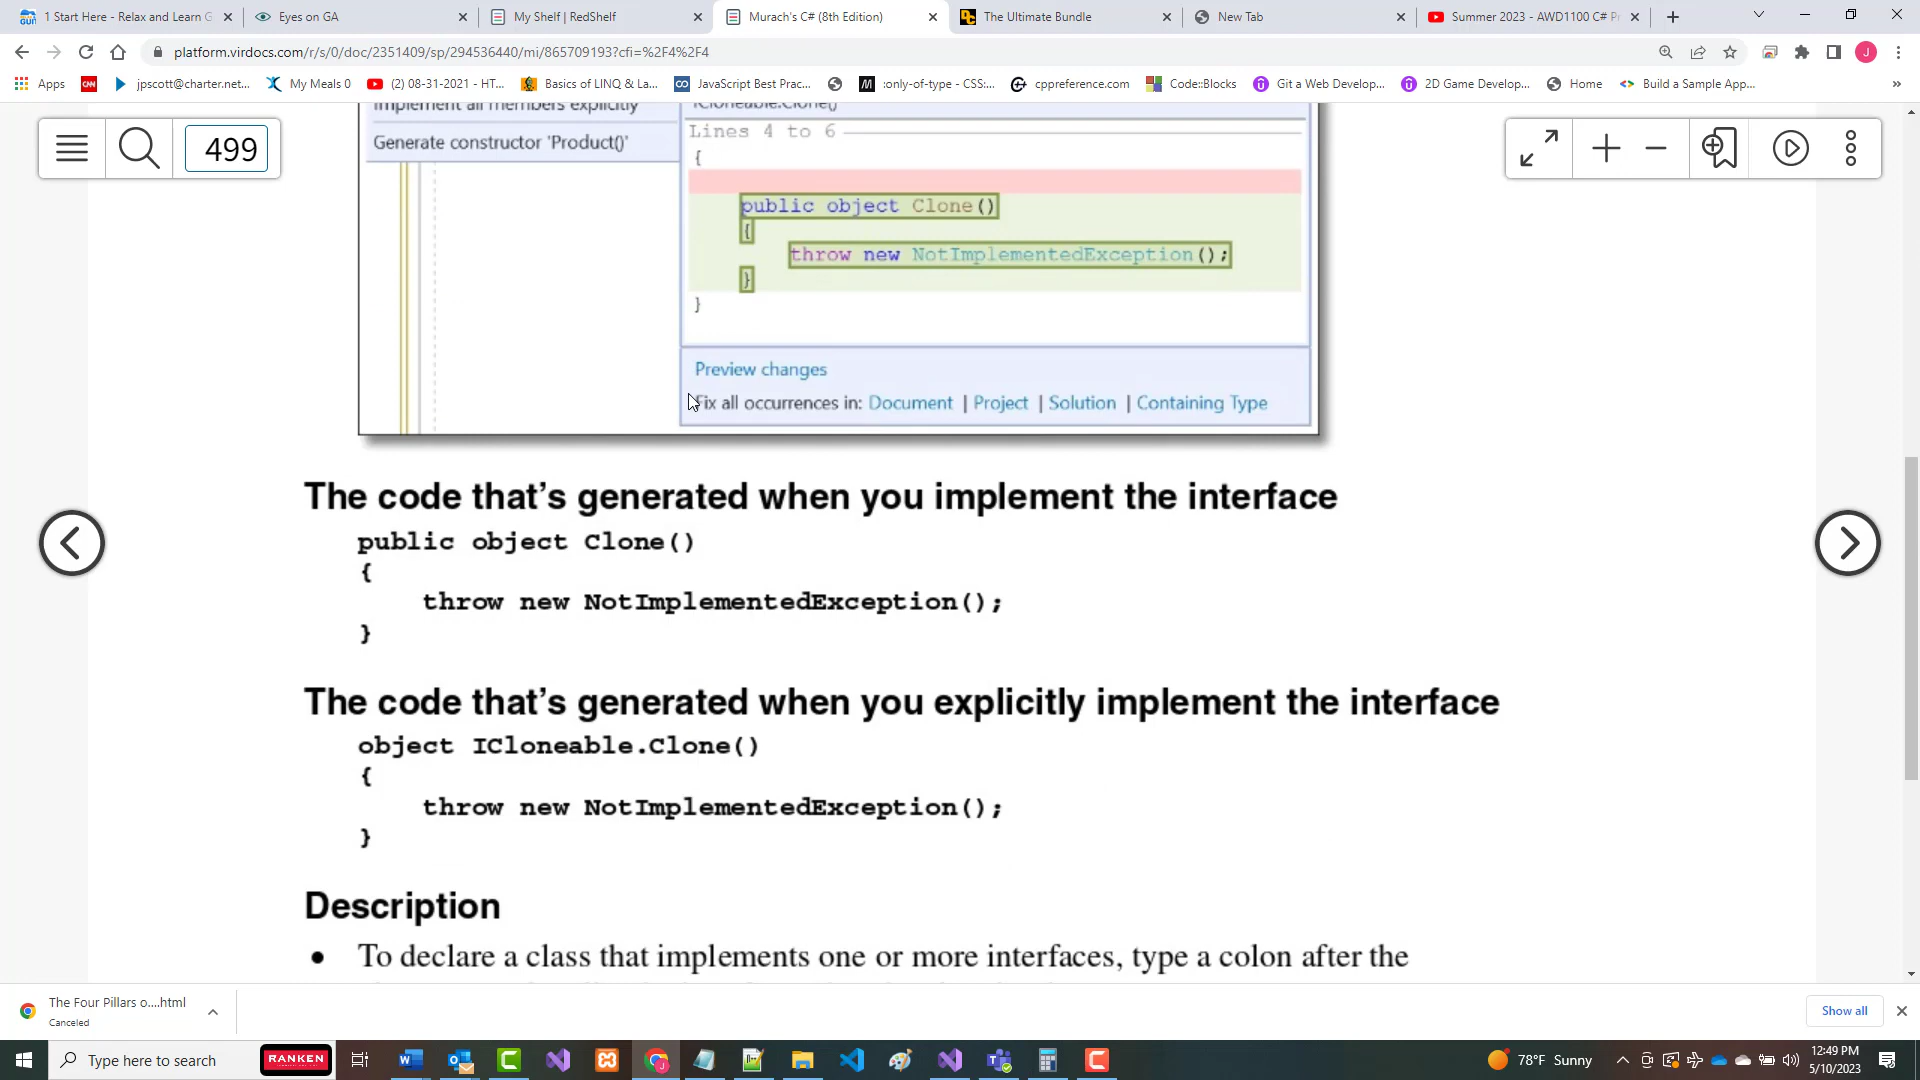 1 Start Here - Relax and Learn G
Eyes on GA
My Shelf | RedShelf
Murach's C# (8th Edition)
The Ultimate Bundle
New Tab
Summer 2023 - AWD1100 C# Pr
platform.virdocs.com/r/s/0/doc/2351409/sp/294536440/mi/865709193?cfi=%2F4%2F4
J
Apps
CNN
jpscott@charter.net...
My Meals 0
(2) 08-31-2021 - HT...
Basics of LINQ & La...
JavaScript Best Prac...
:only-of-type - CSS:...
cppreference.com
Code::Blocks
Git a Web Develop...
2D Game Develop...
Home
Build a Sample App...
»
Implement all members explicitly
ICloneable.Clone()
499
Generate constructor 'Product()'
Lines 4 to 6
{
public object Clone()
{
throw new NotImplementedException();
}
}
Preview changes
Fix all occurrences in: Document | Project | Solution | Containing Type
The code that's generated when you implement the interface
public object Clone()
{
throw new NotImplementedException();
}
The code that's generated when you explicitly implement the interface
object ICloneable.Clone()
{
throw new NotImplementedException();
}
Description
• To declare a class that implements one or more interfaces, type a colon after the
The Four Pillars o....html
Canceled
Show all
Type here to search
RANKEN
78°F Sunny
12:49 PM
5/10/2023